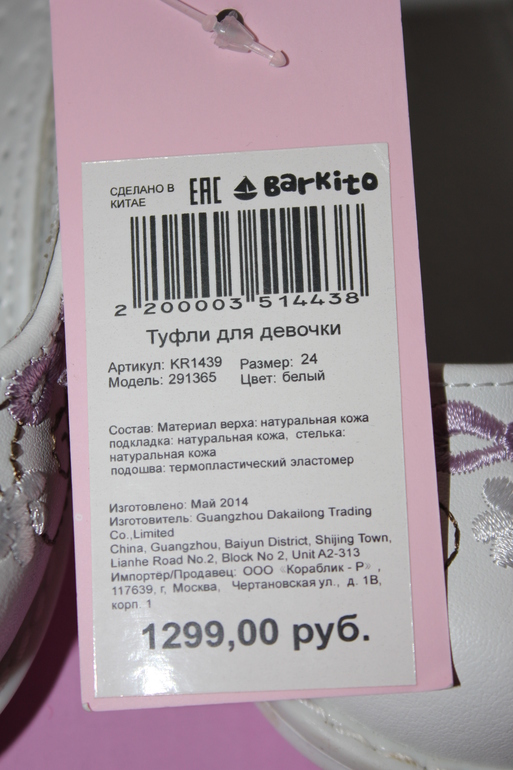 СДЕЛАНО В
КИТАЕ
EAC Barkito
2 200003 514438
Туфли для девочки
Артикул: KR1439 Размер: 24
Модель: 291365 Цвет: белый
Состав: Материал верха: натуральная кожа
подкладка: натуральная кожа, стелька:
натуральная кожа
подошва: термопластический эластомер
Изготовлено: Май 2014
Изготовитель: Guangzhou Dakailong Trading
Co.,Limited
China, Guangzhou, Baiyun District, Shijing Town,
Lianhe Road No.2, Block No 2, Unit A2-313
Импортёр/Продавец: ООО «Кораблик - Р» ,
117639, г, Москва, Чертановская ул., д. 1В,
корп. 1
1299,00 руб.